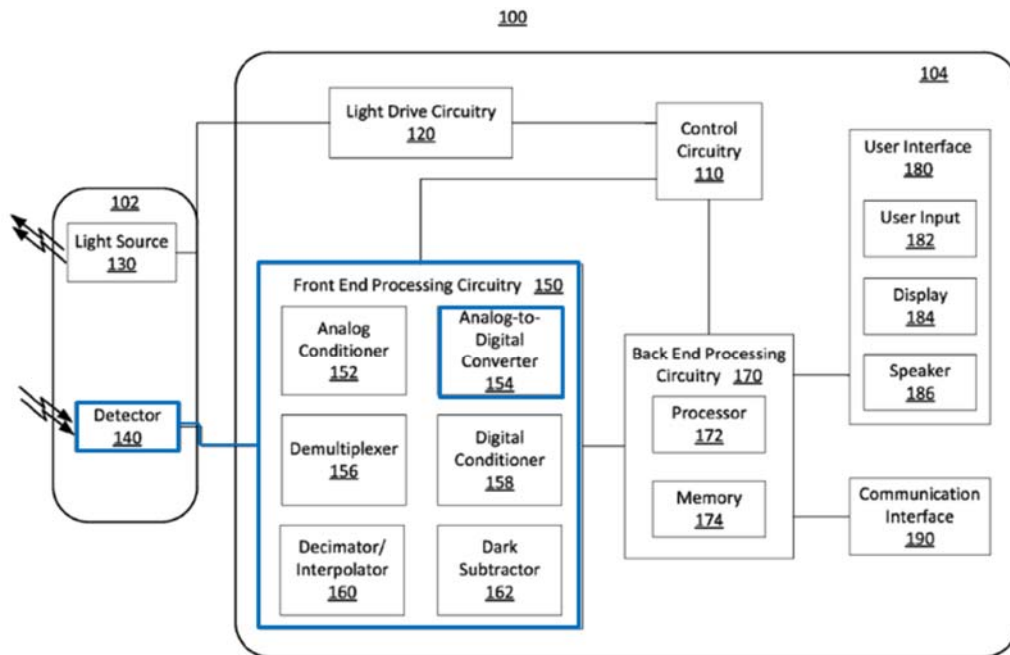 100
104
Light Drive Circuitry
120
Control
Circuitry
110
User Interface
180
User Input
182
Display
184
Speaker
186
102
Light Source
130
Detector
140
Front End Processing Circuitry 150
Analog
Conditioner
152
Analog-to-
Digital
Converter
154
Demultiplexer
156
Digital
Conditioner
158
Decimator/
Interpolator
160
Dark
Subtractor
162
Back End Processing
Circuitry 170
Processor
172
Memory
174
Communication
Interface
190